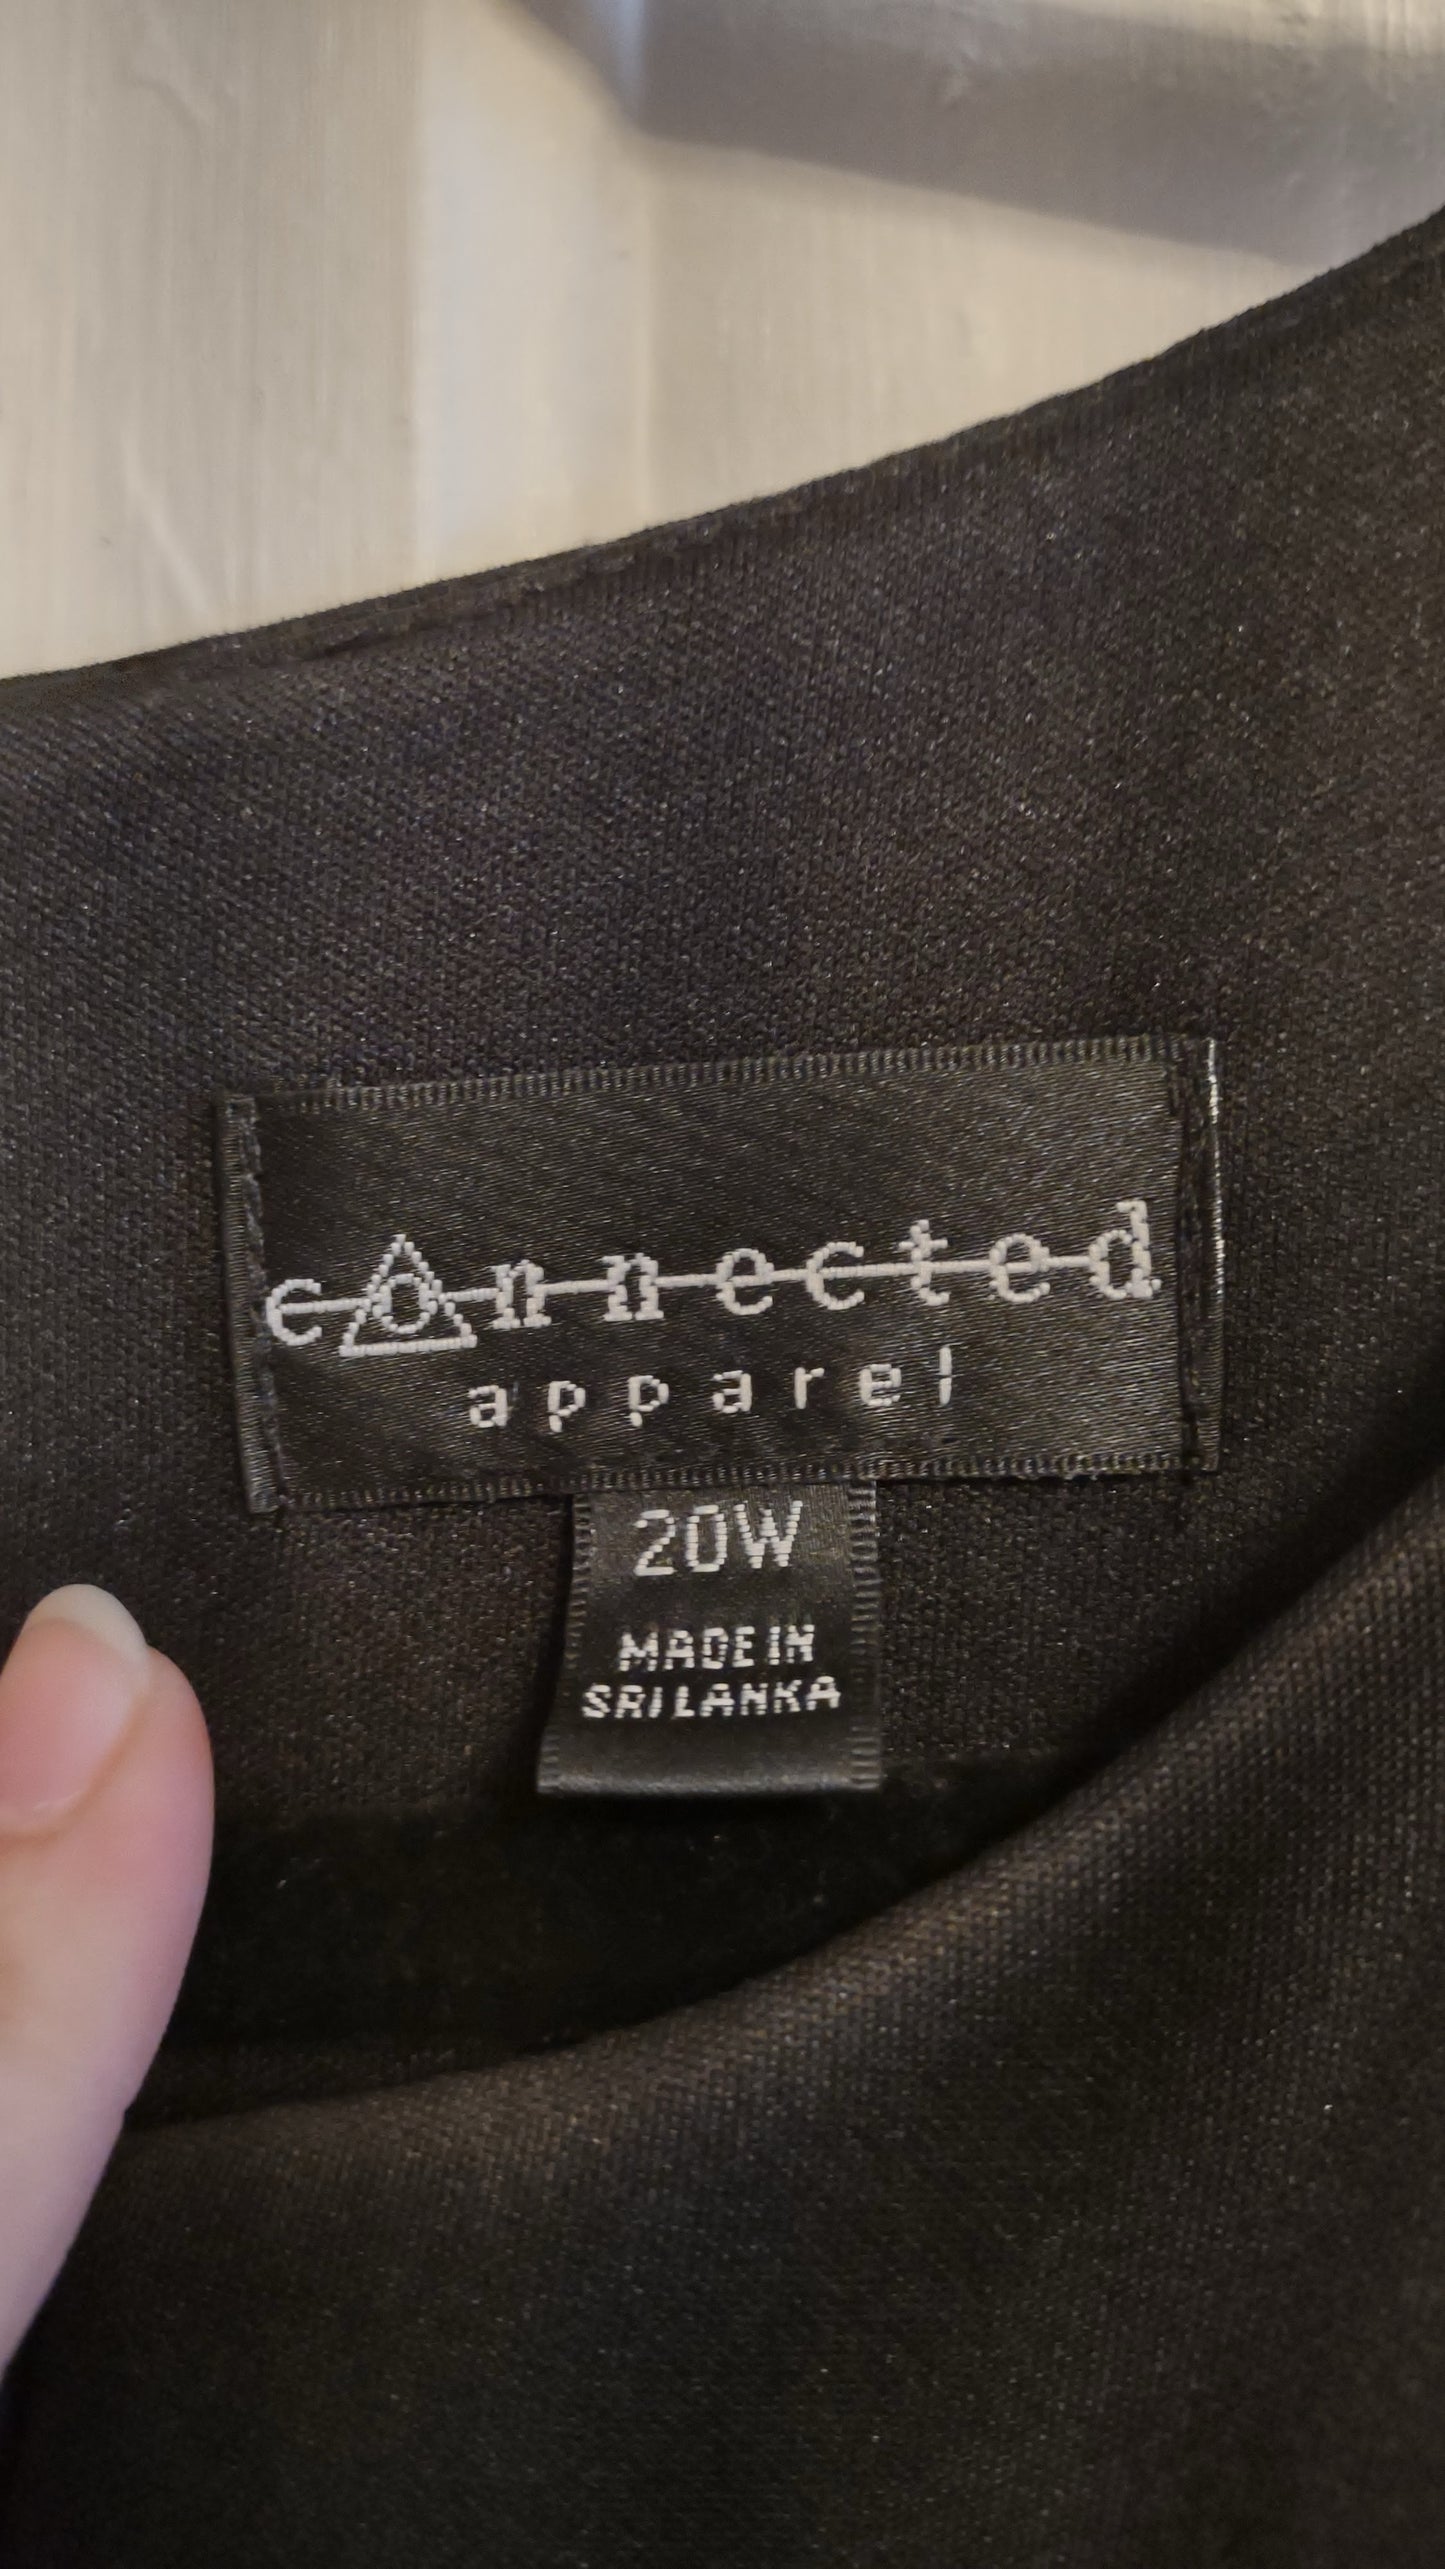 connected
apparel
20W
MADE IN
SRI LANKA